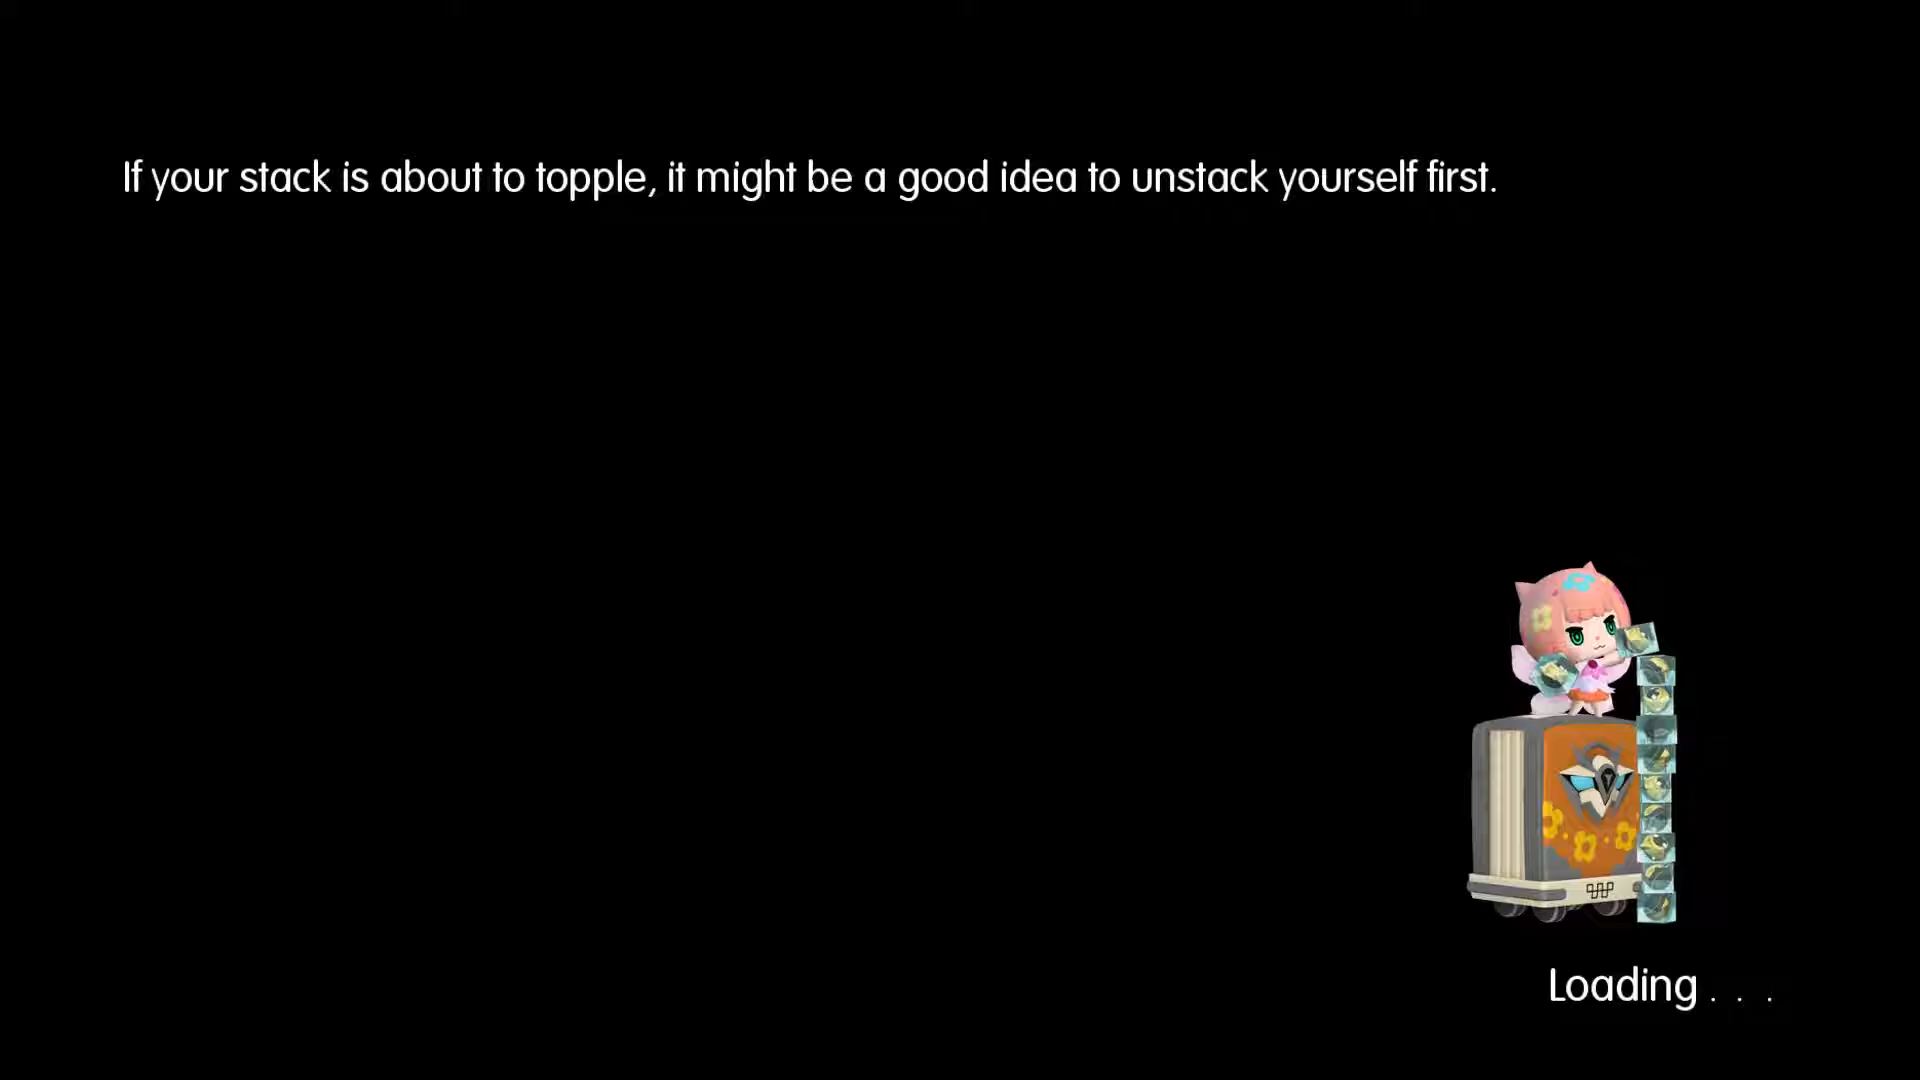 If your stack is about to topple, it might be a good idea to unstack yourself first.
Loading . . .